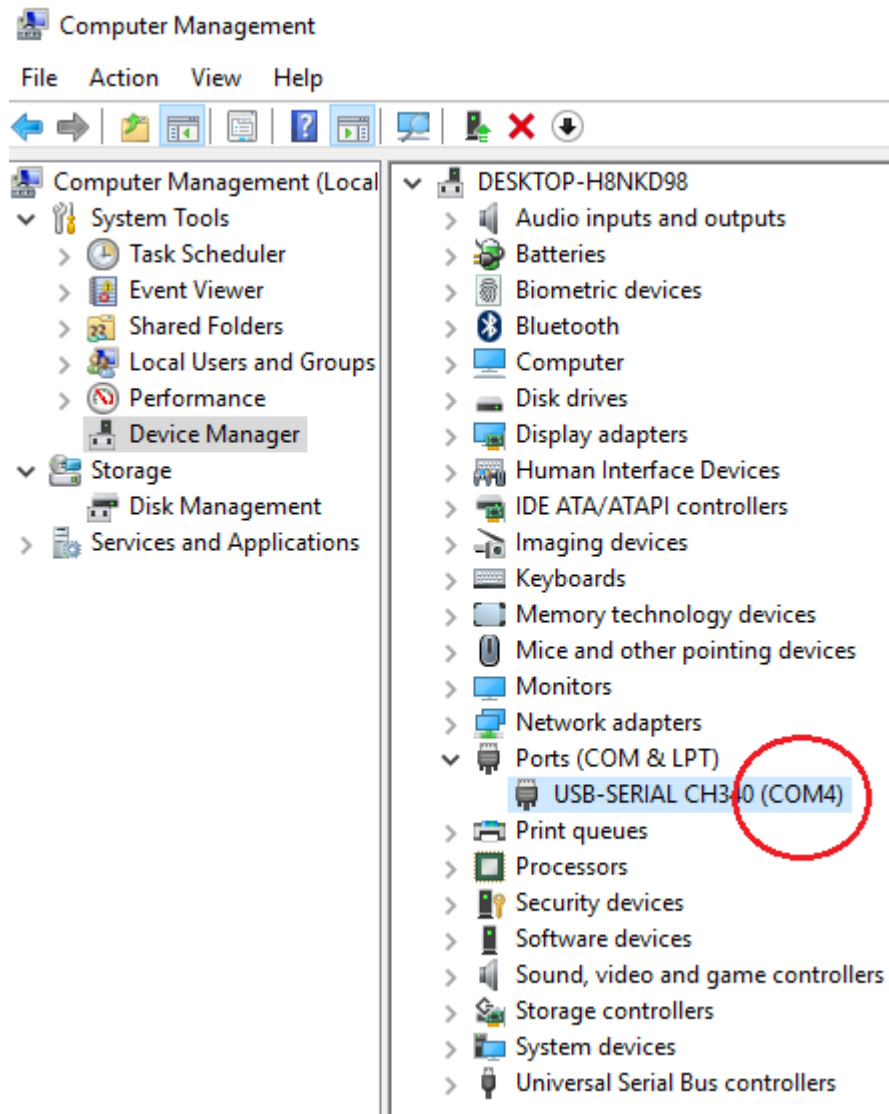 Computer Management
File Action View Help
Computer Management (Local
System Tools
Task Scheduler
Event Viewer
Shared Folders
Local Users and Groups
Performance
Device Manager
Storage
Disk Management
Services and Applications
DESKTOP-H8NKD98
Audio inputs and outputs
Batteries
Biometric devices
Bluetooth
Computer
Disk drives
Display adapters
Human Interface Devices
IDE ATA/ATAPI controllers
Imaging devices
Keyboards
Memory technology devices
Mice and other pointing devices
Monitors
Network adapters
Ports (COM & LPT)
USB-SERIAL CH340 (COM4)
Print queues
Processors
Security devices
Software devices
Sound, video and game controllers
Storage controllers
System devices
Universal Serial Bus controllers